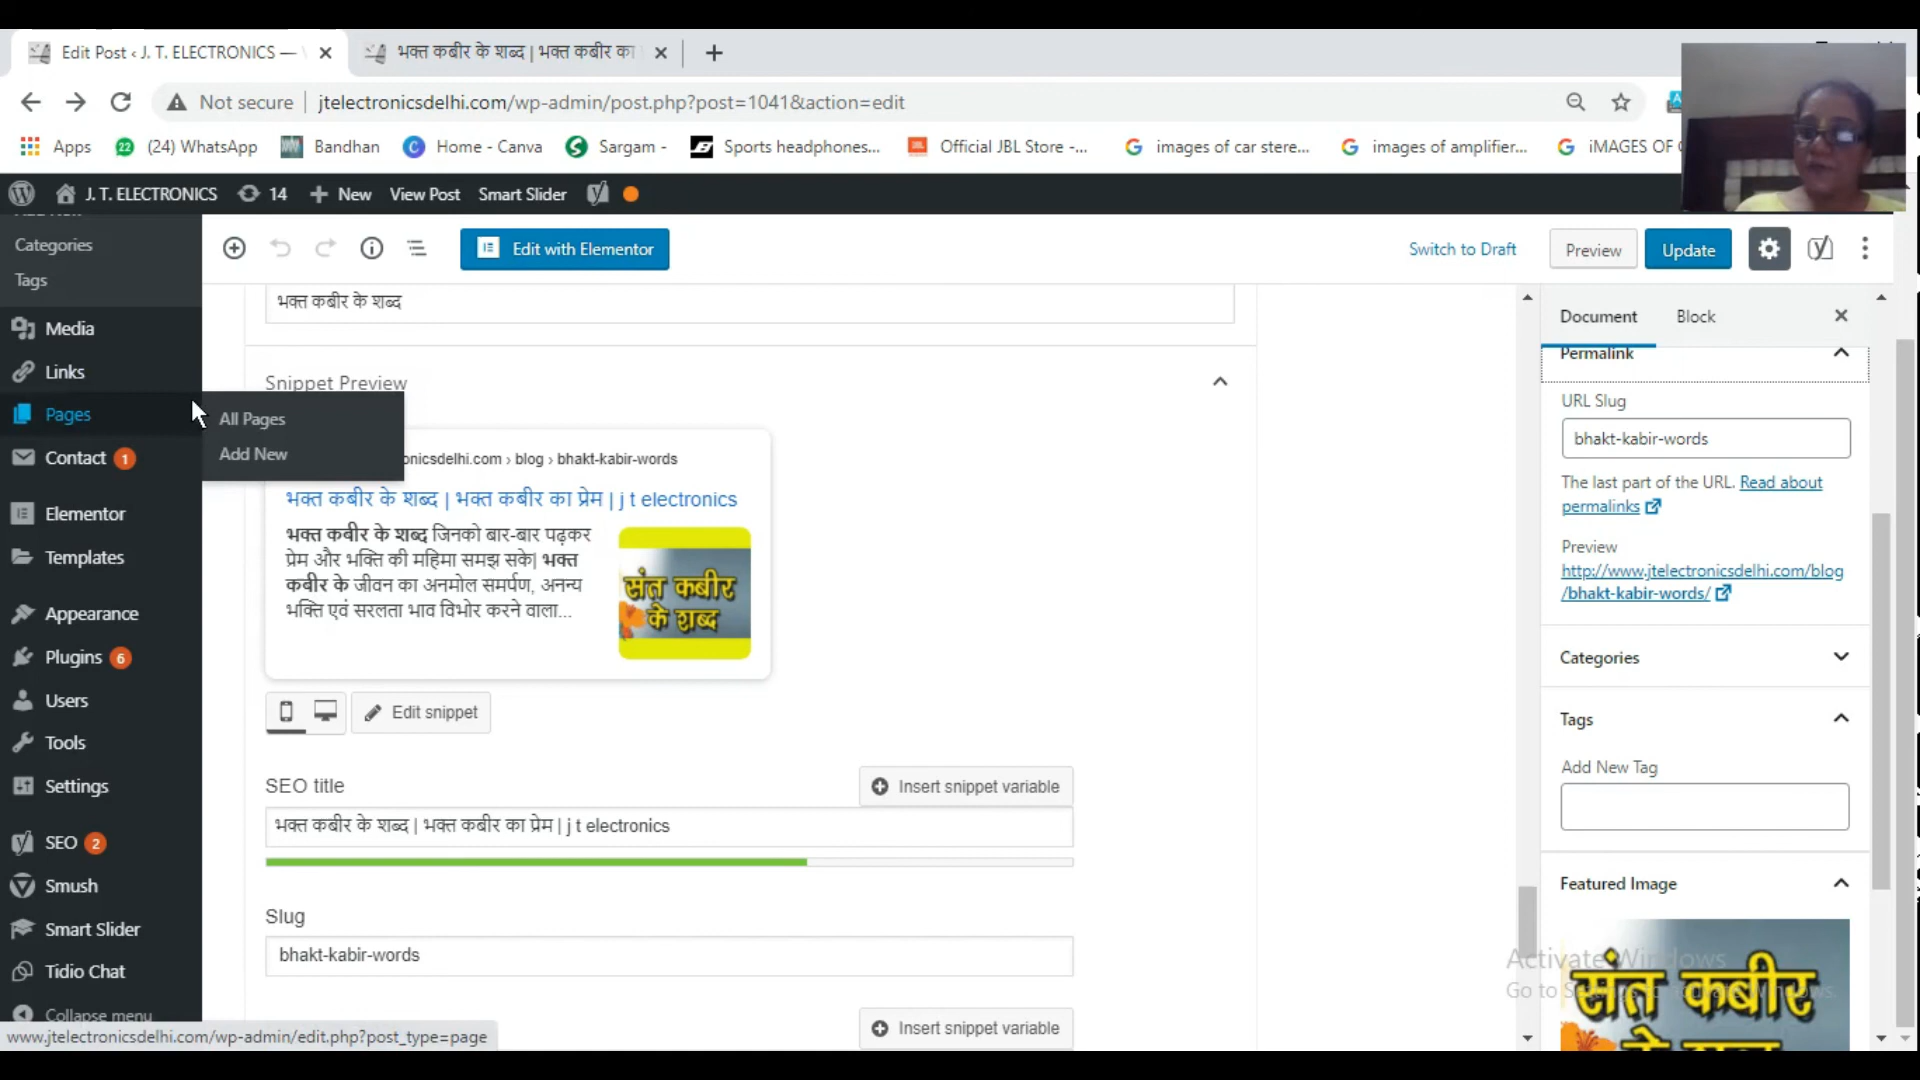 Edit Post ‹ J. T. ELECTRONICS —
भक्त कबीर के शब्द | भक्त कबीर का
Not secure
jtelectronicsdelhi.com/wp-admin/post.php?post=1041&action=edit
Apps
22
(24) WhatsApp
Bandhan
Home - Canva
Sargam -
Sports headphones...
Official JBL Store -...
images of car stere...
images of amplifier...
iMAGES OF
J. T. ELECTRONICS
14
New
View Post
Smart Slider
Categories
Tags
Media
Links
Pages
All Pages
Add New
Contact 1
Elementor
Templates
Appearance
Plugins 6
Users
Tools
Settings
SEO 2
Smush
Smart Slider
Tidio Chat
Collapse menu
www.jtelectronicsdelhi.com/wp-admin/edit.php?post_type=page
Edit with Elementor
Switch to Draft
Preview
Update
भक्त कबीर के शब्द
Snippet Preview
onicsdelhi.com › blog › bhakt-kabir-words
भक्त कबीर के शब्द | भक्त कबीर का प्रेम | j t electronics
भक्त कबीर के शब्द जिनको बार-बार पढ़कर
प्रेम और भक्ति की महिमा समझ सके| भक्त
कबीर के जीवन का अनमोल समर्पण, अनन्य
भक्ति एवं सरलता भाव विभोर करने वाला...
संत कबीर
के शब्द
Edit snippet
SEO title
Insert snippet variable
भक्त कबीर के शब्द | भक्त कबीर का प्रेम | j t electronics
Slug
bhakt-kabir-words
Insert snippet variable
Document
Block
Permalink
URL Slug
bhakt-kabir-words
The last part of the URL. Read about
permalinks
Preview
http://www.jtelectronicsdelhi.com/blog
/bhakt-kabir-words/
Categories
Tags
Add New Tag
Featured Image
Activate Windows
Go to
संत कबीर